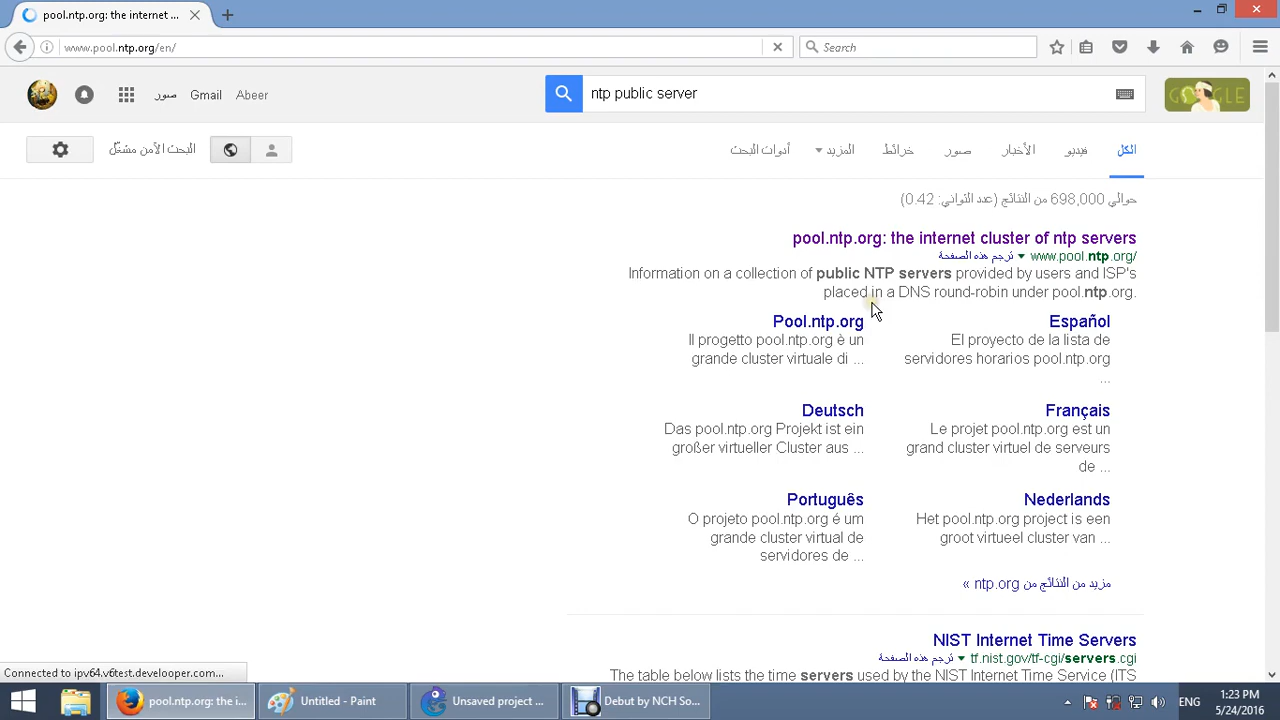 pool.ntp.org: the internet ...
www.pool.ntp.org/en/
Search
صور
Gmail
Abeer
ntp public server
GOOGLE
البحث الآمن مشغّل
الكل
فيديو
الأخبار
صور
خرائط
المزيد
أدوات البحث
حوالي 698,000 من النتائج (عدد الثواني: 0.42)
pool.ntp.org: the internet cluster of ntp servers
www.pool.ntp.org/ ترجم هذه الصفحة
Information on a collection of public NTP servers provided by users and ISP's
placed in a DNS round-robin under pool.ntp.org.
Español
El proyecto de la lista de
servidores horarios pool.ntp.org
...
Pool.ntp.org
Il progetto pool.ntp.org è un
grande cluster virtuale di ...
Français
Le projet pool.ntp.org est un
grand cluster virtuel de serveurs
de ...
Deutsch
Das pool.ntp.org Projekt ist ein
großer virtueller Cluster aus ...
Nederlands
Het pool.ntp.org project is een
groot virtueel cluster van ...
Português
O projeto pool.ntp.org é um
grande cluster virtual de
servidores de ...
مزيد من النتائج من ntp.org »
NIST Internet Time Servers
tf.nist.gov/tf-cgi/servers.cgi ترجم هذه الصفحة
The table below lists the time servers used by the NIST Internet Time Service (ITS
Connected to ipv64.v6test.developer.com...
pool.ntp.org: the i...
Untitled - Paint
Unsaved project ...
Debut by NCH So...
ENG
1:23 PM
5/24/2016